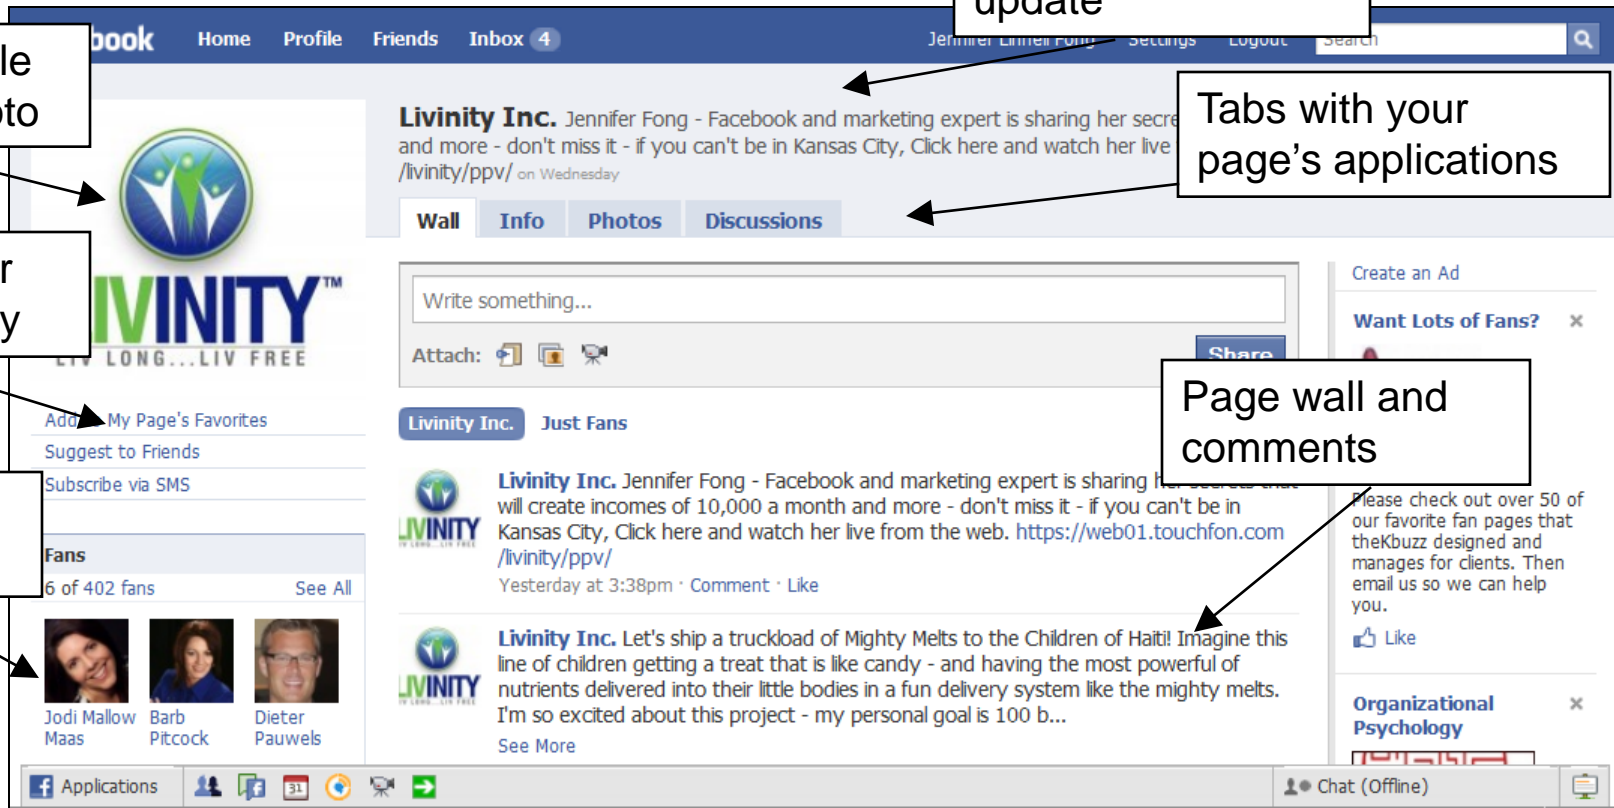 update
book Home Profile Friends Inbox 4 Settings Logout Search
Tabs with your
page's applications
Livinity Inc. Jennifer Fong - Facebook and marketing expert is sharing her
and more - don't miss it - if you can't be in Kansas City, Click here and watch her live
/livinity/ppv/ on Wednesday
Wall Info Photos Discussions
VINITY™
LONG...LIV FREE
Write something...
Attach:
Share
Create an Ad
Want Lots of Fans? ×
Page wall and
comments
My Page's Favorites
Suggest to Friends
Subscribe via SMS
Livinity Inc. Just Fans
LIVINITY
Livinity Inc. Jennifer Fong - Facebook and marketing expert is sharing her secrets that
will create incomes of 10,000 a month and more - don't miss it - if you can't be in
Kansas City, Click here and watch her live from the web. https://web01.touchfon.com
/livinity/ppv/
Yesterday at 3:38pm · Comment · Like
Fans
6 of 402 fans See All
Jodi Mallow Maas
Barb Pitcock
Dieter Pauwels
LIVINITY
Livinity Inc. Let's ship a truckload of Mighty Melts to the Children of Haiti! Imagine this
line of children getting a treat that is like candy - and having the most powerful of
nutrients delivered into their little bodies in a fun delivery system like the mighty melts.
I'm so excited about this project - my personal goal is 100 b...
See More
Please check out over 50 of
our favorite fan pages that
theKbuzz designed and
manages for clients. Then
email us so we can help
you.
Like
Organizational ×
Psychology
Applications 31 Chat (Offline)